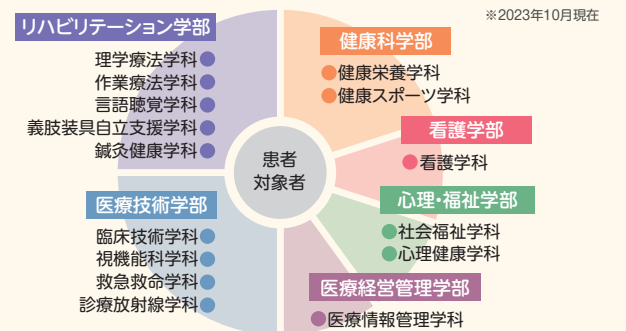 ※2023年10月現在
リハビリテーション学部
理学療法学科
作業療法学科
言語聴覚学科
義肢装具自立支援学科
鍼灸健康学科
医療技術学部
臨床技術学科
視機能科学科
救急救命学科
診療放射線学科
患者
対象者
健康科学部
健康栄養学科
健康スポーツ学科
看護学部
看護学科
心理・福祉学部
社会福祉学科
心理健康学科
医療経営管理学部
医療情報管理学科